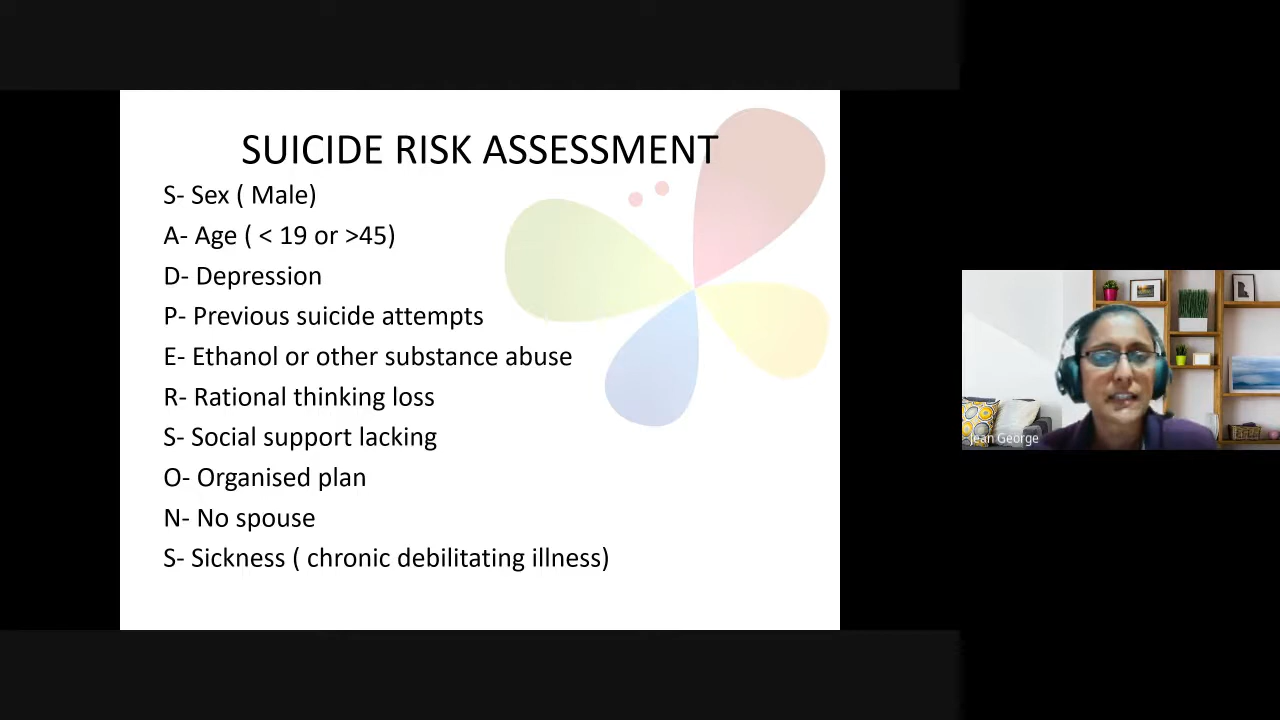 SUICIDE RISK ASSESSMENT
S- Sex ( Male)
A- Age ( < 19 or >45)
D- Depression
P- Previous suicide attempts
E- Ethanol or other substance abuse
R- Rational thinking loss
S- Social support lacking
O- Organised plan
N- No spouse
S- Sickness ( chronic debilitating illness)
Jean George